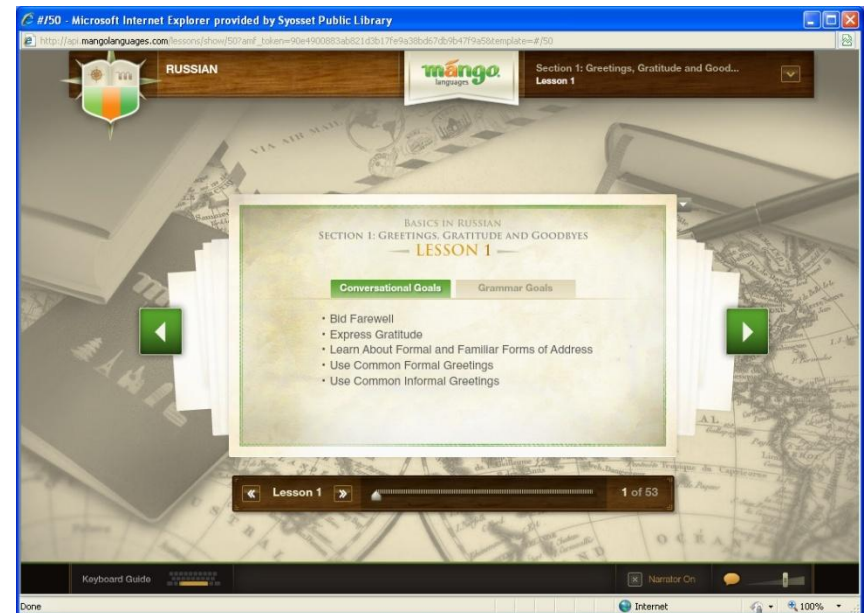 #/50 - Microsoft Internet Explorer provided by Syosset Public Library
RUSSIAN
mango
languages
Section 1: Greetings, Gratitude and Good...
Lesson 1
VIA AIR MAIL
BASICS IN RUSSIAN
SECTION 1: GREETINGS, GRATITUDE AND GOODBYES
LESSON 1
Conversational Goals Grammar Goals
• Bid Farewell
• Express Gratitude
• Learn About Formal and Familiar Forms of Address
• Use Common Formal Greetings
• Use Common Informal Greetings
Lesson 1
1 of 53
Keyboard Guide
Narrator On
Done
Internet
100%